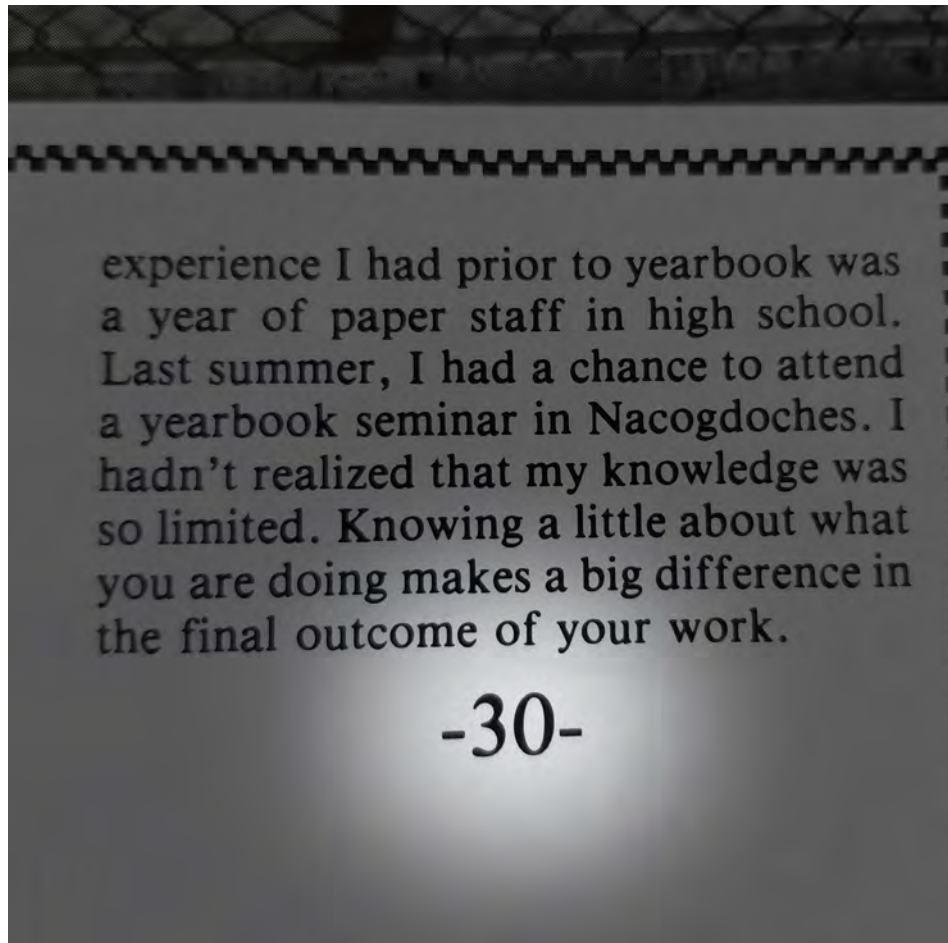 experience I had prior to yearbook was
a year of paper staff in high school.
Last summer, I had a chance to attend
a yearbook seminar in Nacogdoches. I
hadn't realized that my knowledge was
so limited. Knowing a little about what
you are doing makes a big difference in
the final outcome of your work.
-30-